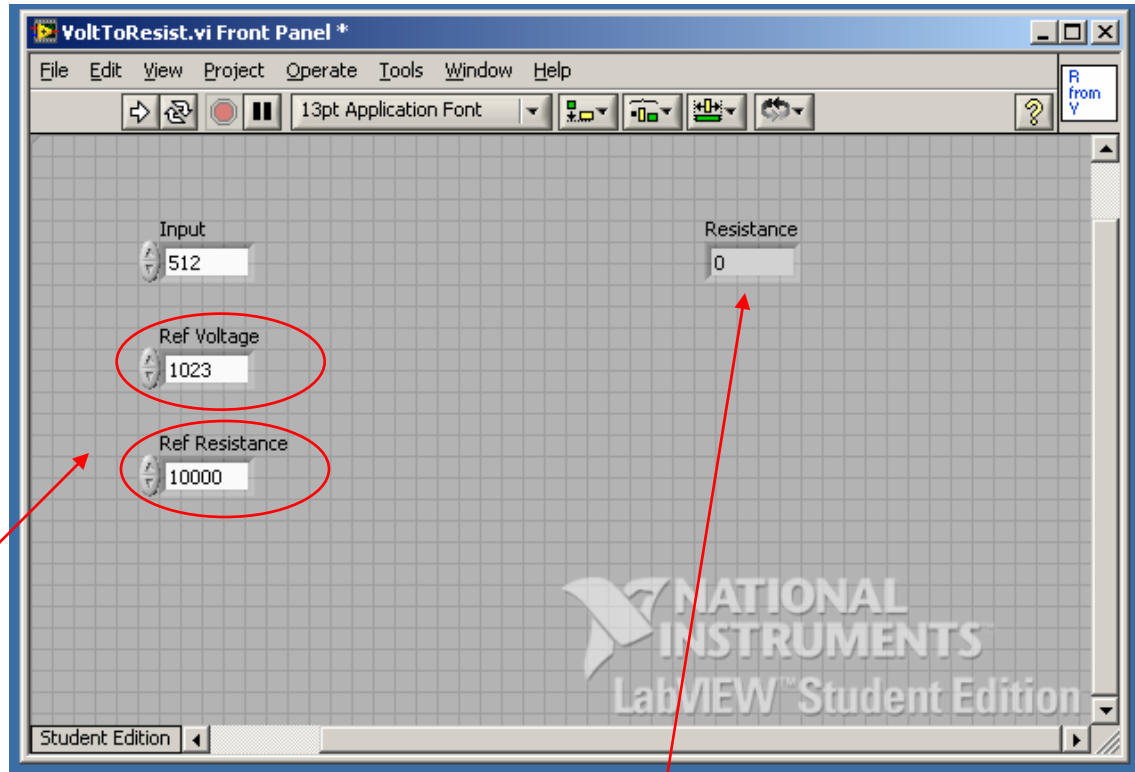 VoltToResist.vi Front Panel *
File Edit View Project Operate Tools Window Help
R
from
V
13pt Application Font
?
Input
512
Resistance
0
Ref Voltage
1023
Ref Resistance
10000
NATIONAL
INSTRUMENTS
LabVIEW™ Student Edition
Student Edition